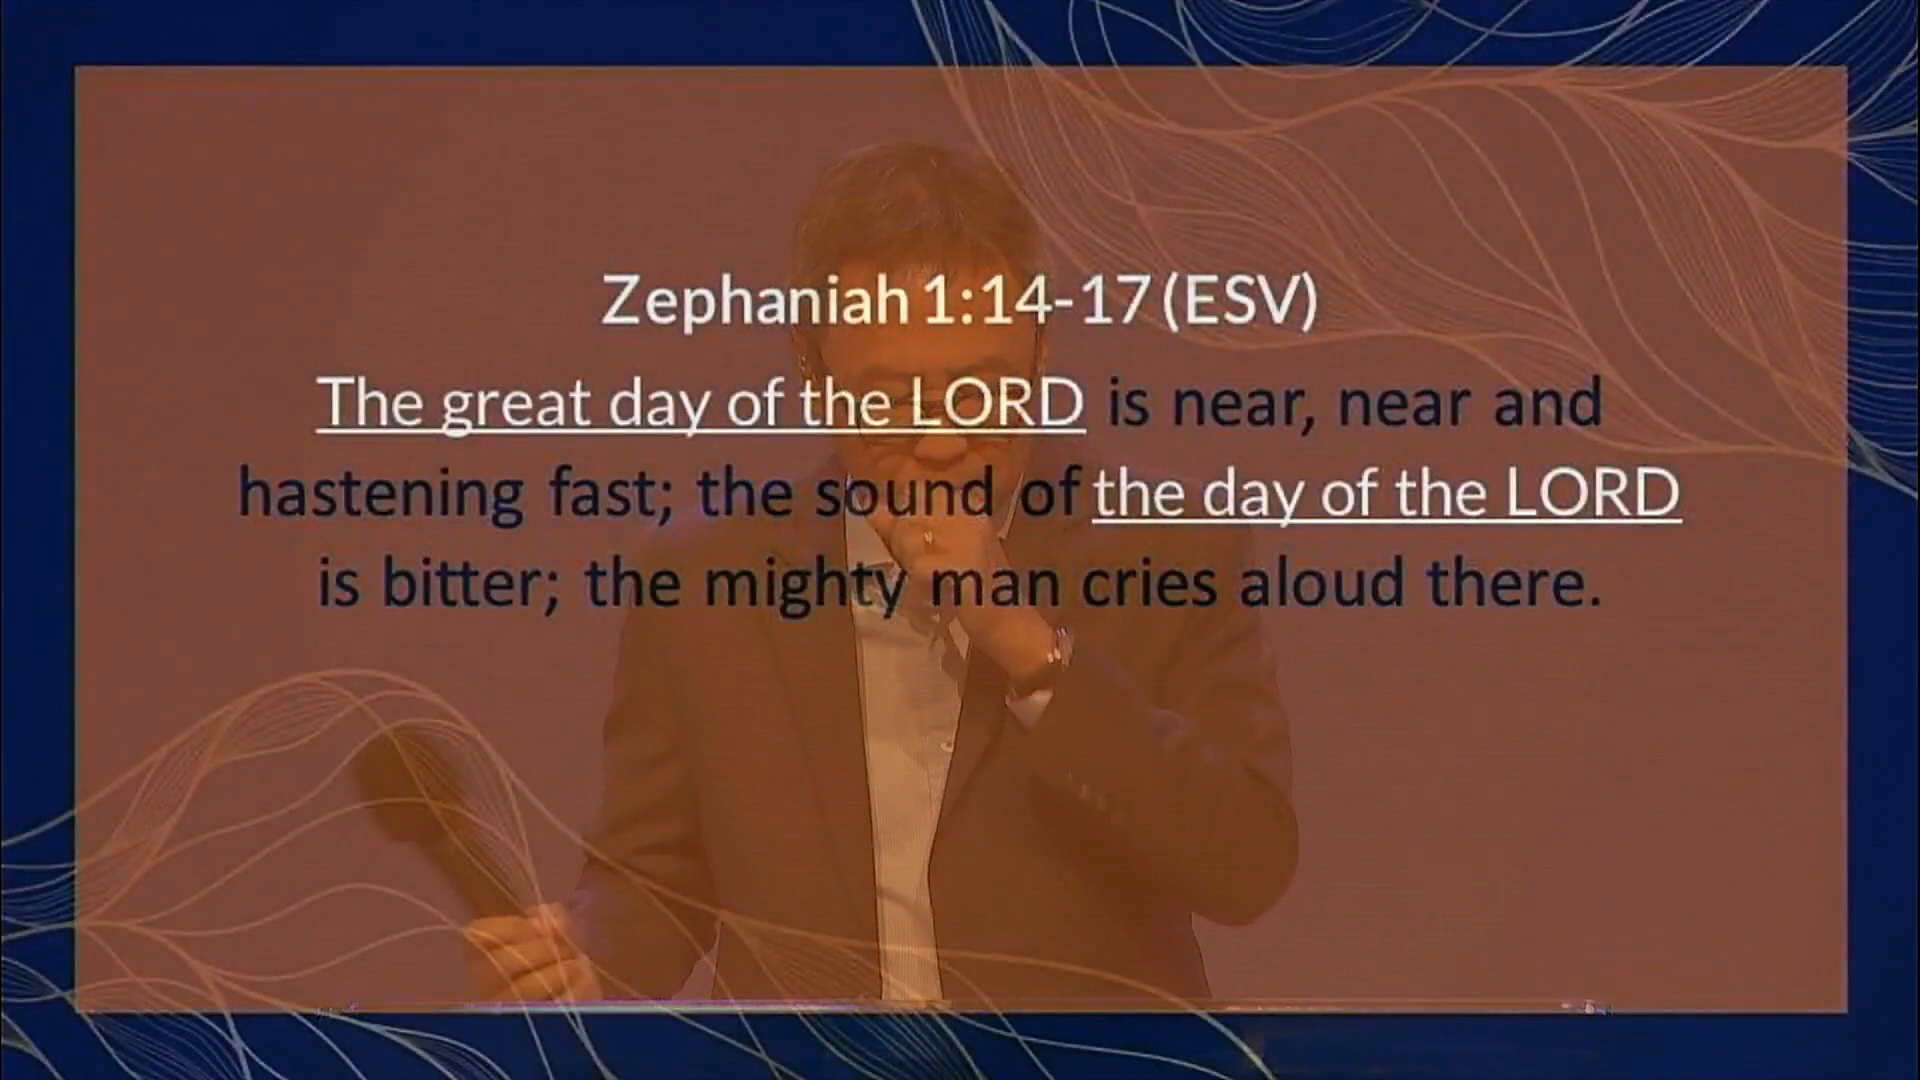 Zephaniah 1:14-17 (ESV)
The great day of the LORD is near, near and
hastening fast; the sound of the day of the LORD
is bitter; the mighty man cries aloud there.